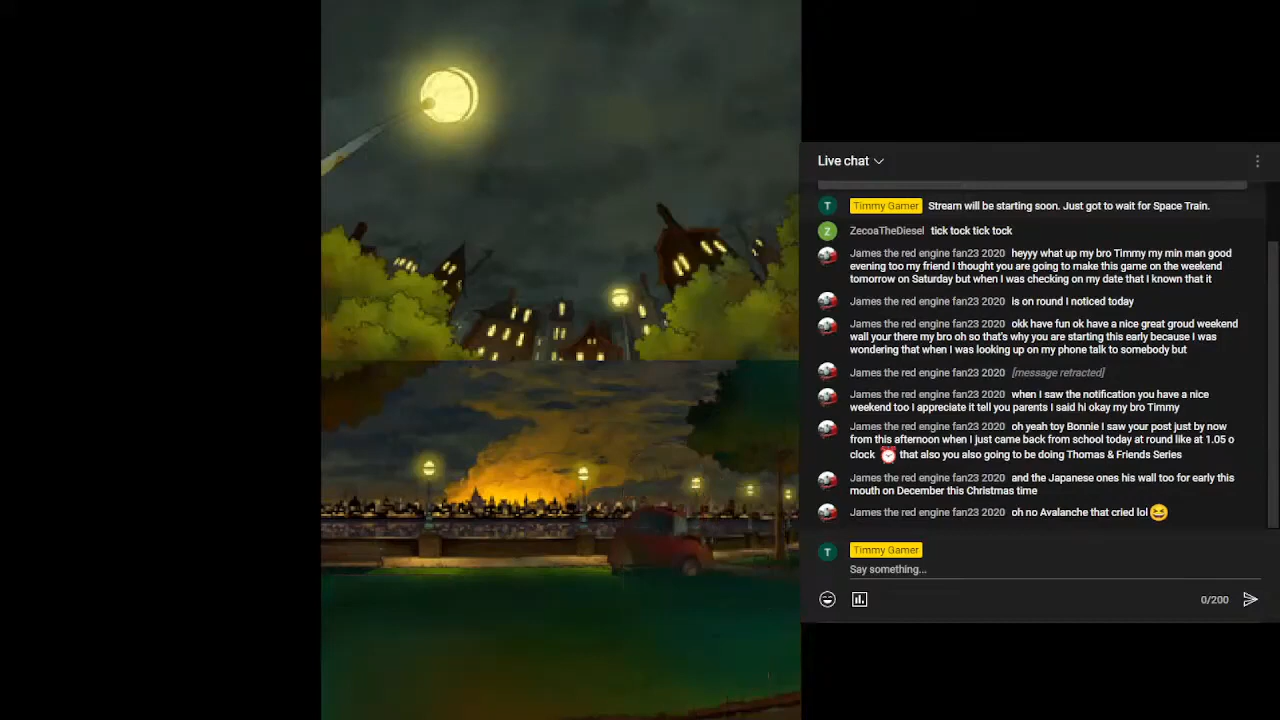 Live chat
T
Timmy Gamer Stream will be starting soon. Just got to wait for Space Train.
Z
ZecoaTheDiesel tick tock tick tock
James the red engine fan23 2020 heyyy what up my bro Timmy my min man good
evening too my friend I thought you are going to make this game on the weekend
tomorrow on Saturday but when I was checking on my date that I known that it
James the red engine fan23 2020 is on round I noticed today
James the red engine fan23 2020 okk have fun ok have a nice great groud weekend
wall your there my bro oh so that's why you are starting this early because I was
wondering that when I was looking up on my phone talk to somebody but
James the red engine fan23 2020 [message retracted]
James the red engine fan23 2020 when I saw the notification you have a nice
weekend too I appreciate it tell you parents I said hi okay my bro Timmy
James the red engine fan23 2020 oh yeah toy Bonnie I saw your post just by now
from this afternoon when I just came back from school today at round like at 1.05 o
clock ⏰ that also you also going to be doing Thomas & Friends Series
James the red engine fan23 2020 and the Japanese ones his wall too for early this
mouth on December this Christmas time
James the red engine fan23 2020 oh no Avalanche that cried lol 😆
T
Timmy Gamer
Say something...
0/200